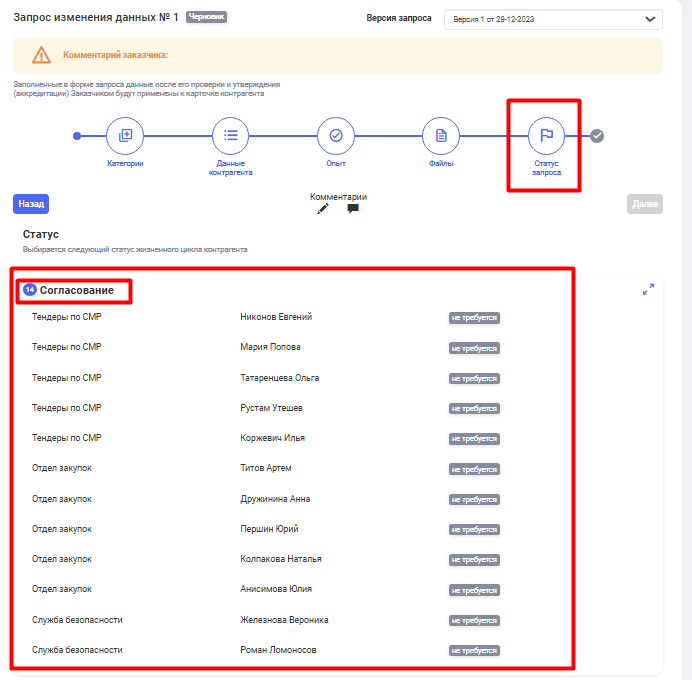 Запрос изменения данных № 1 Черновик Версия запроса Версия 1 от 28-12-2023
Комментарий заказчика:
Заполненные в форме запроса данные после его проверки и утверждения
(аккредитации) Заказчиком будут применены к карточке контрагента
Категории Данные контрагента Опыт Файлы Статус запроса
Комментарии
Назад Далее
Статус
Выбирается следующий статус жизненного цикла контрагента
14 Согласование
Тендеры по СМР Никонов Евгений не требуется
Тендеры по СМР Мария Попова не требуется
Тендеры по СМР Татаренцева Ольга не требуется
Тендеры по СМР Рустам Утешев не требуется
Тендеры по СМР Коржевич Илья не требуется
Отдел закупок Титов Артем не требуется
Отдел закупок Дружинина Анна не требуется
Отдел закупок Першин Юрий не требуется
Отдел закупок Колпакова Наталья не требуется
Отдел закупок Анисимова Юлия не требуется
Служба безопасности Железнова Вероника не требуется
Служба безопасности Роман Ломоносов не требуется